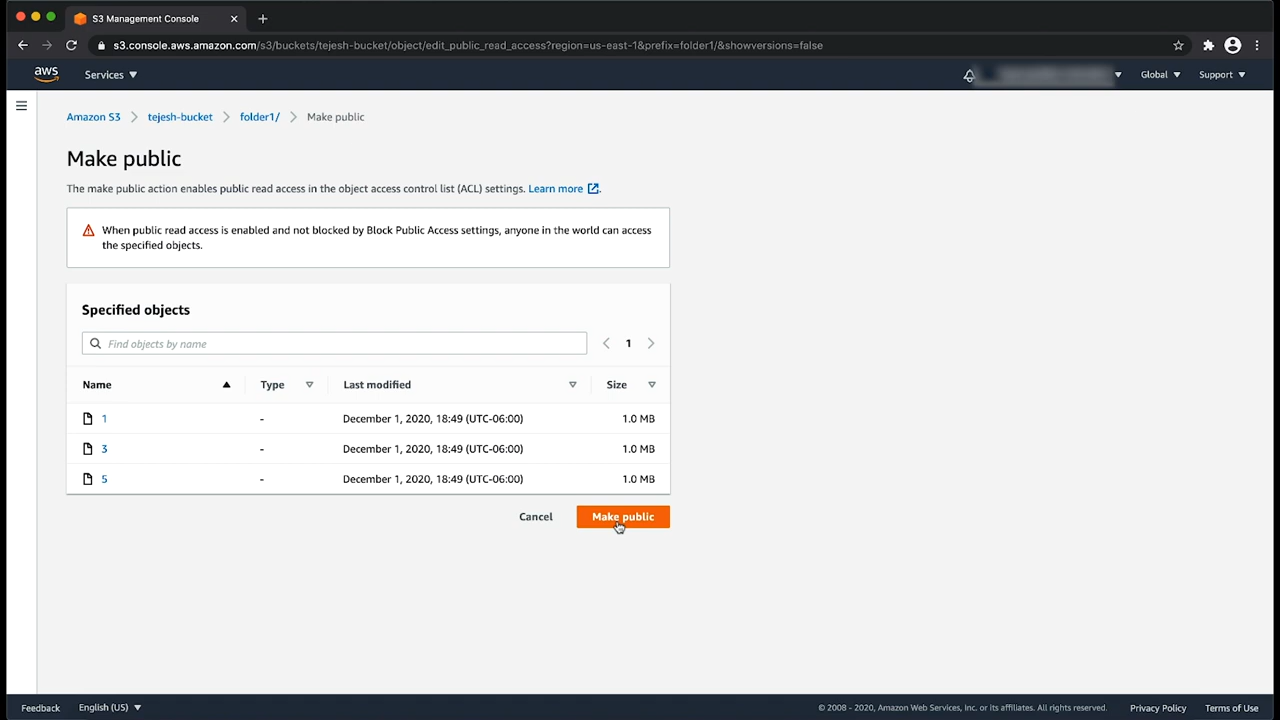 S3 Management Console
s3.console.aws.amazon.com/s3/buckets/tejesh-bucket/object/edit_public_read_access?region=us-east-1&prefix=folder1/&showversions=false
aws
Services
Global
Support
Amazon S3
tejesh-bucket
folder1/
Make public
Make public
The make public action enables public read access in the object access control list (ACL) settings. Learn more
When public read access is enabled and not blocked by Block Public Access settings, anyone in the world can access
the specified objects.
Specified objects
Find objects by name
1
Name Type Last modified Size
1 - December 1, 2020, 18:49 (UTC-06:00) 1.0 MB
3 - December 1, 2020, 18:49 (UTC-06:00) 1.0 MB
5 - December 1, 2020, 18:49 (UTC-06:00) 1.0 MB
Cancel
Make public
Feedback
English (US)
© 2008 - 2020, Amazon Web Services, Inc. or its affiliates. All rights reserved.
Privacy Policy
Terms of Use